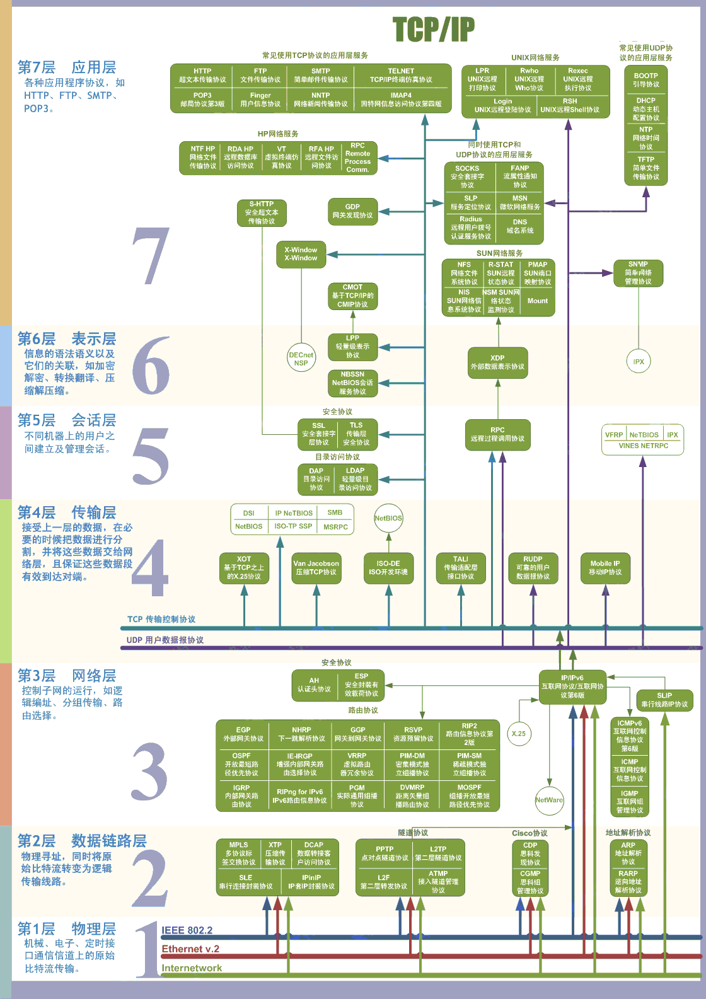 TCP/IP
第7层 应用层
各种应用程序协议，如
HTTP、FTP、SMTP、
POP3。
常见使用TCP协议的应用层服务
HTTP
超文本传输协议
FTP
文件传输协议
SMTP
简单邮件传输协议
TELNET
TCP/IP终端仿真协议
POP3
邮局协议第3版
Finger
用户信息协议
NNTP
网络新闻传输协议
IMAP4
因特网信息访问协议第四版
UNIX网络服务
LPR
UNIX远程
打印协议
Rwho
UNIX远程
Who协议
Rexec
UNIX远程
执行协议
Login
UNIX远程登陆协议
RSH
UNIX远程Shell协议
常见使用UDP协
议的应用层服务
BOOTP
引导协议
DHCP
动态主机
配置协议
NTP
网络时间
协议
TFTP
简单文件
传输协议
HP网络服务
NTF HP
网络文件
传输协议
RDA HP
远程数据库
访问协议
VT
虚拟终端仿
真协议
RFA HP
远程文件访
问协议
RPC
Remote
Process
Comm.
同时使用TCP和
UDP协议的应用层服务
SOCKS
安全套接字
协议
FANP
流属性通知
协议
SLP
服务定位协议
MSN
微软网络服务
Radius
远程用户拨号
认证服务协议
DNS
域名系统
S-HTTP
安全超文本
传输协议
GDP
网关发现协议
7
X-Window
X-Window
SUN网络服务
NFS
网络文件
系统协议
R-STAT
SUN远程
状态协议
PMAP
SUN端口
映射协议
NIS
SUN网络信
息系统协议
NSM SUN网
络状态
监测协议
Mount
SNMP
简单网络
管理协议
CMOT
基于TCP/IP的
CMIP协议
第6层 表示层
信息的语法语义以及
它们的关联，如加密
解密、转换翻译、压
缩解压缩。
6
DECnet
NSP
LPP
轻量级表示
协议
XDP
外部数据表示协议
IPX
NBSSN
NetBIOS会话
服务协议
第5层 会话层
不同机器上的用户之
间建立及管理会话。
5
安全协议
SSL
安全套接字
层协议
TLS
传输层
安全协议
RPC
远程过程调用协议
VFRP
NeTBIOS
IPX
VINES NETRPC
目录访问协议
DAP
目录访问
协议
LDAP
轻量级目
录访问协议
第4层 传输层
接受上一层的数据，在必
要的时候把数据进行分
割，并将这些数据交给网
络层，且保证这些数据段
有效到达对端。
4
DSI
IP NeTBIOS
SMB
NetBIOS
ISO-TP SSP
MSRPC
NetBIOS
XOT
基于TCP之上
的X.25协议
Van Jacobson
压缩TCP协议
ISO-DE
ISO开发环境
TALI
传输适配层
接口协议
RUDP
可靠的用户
数据报协议
Mobile IP
移动IP协议
TCP 传输控制协议
UDP 用户数据报协议
第3层 网络层
控制子网的运行，如逻
辑编址、分组传输、路
由选择。
3
安全协议
AH
认证头协议
ESP
安全封装有
效载荷协议
IP/IPv6
互联网协议/互联网协
议第6版
SLIP
串行线路IP协议
路由协议
EGP
外部网关协议
NHRP
下一跳解析协议
GGP
网关到网关协议
RSVP
资源预留协议
RIP2
路由信息协议第
2版
OSPF
开放最短路
径优先协议
IE-IRGP
增强内部网关路
由选择协议
VRRP
虚拟路由
器冗余协议
PIM-DM
密集模式独
立组播协议
PIM-SM
稀疏模式独
立组播协议
IGRP
内部网关路
由协议
RIPng for IPv6
IPv6路由信息协议
PGM
实际通用组播
协议
DVMRP
距离矢量组
播路由协议
MOSPF
组播开放最短
路径优先协议
X.25
NetWare
ICMPv6
互联网控制
信息协议
第6版
ICMP
互联网控制
信息协议
IGMP
互联网组
管理协议
第2层 数据链路层
物理寻址，同时将原
始比特流转变为逻辑
传输线路。
2
MPLS
多协议标
签交换协议
XTP
压缩传
输协议
DCAP
数据转接客
户访问协议
SLE
串行连接封装协议
IPinIP
IP套IP封装协议
隧道协议
PPTP
点对点隧道协议
L2TP
第二层隧道协议
L2F
第二层转发协议
ATMP
接入隧道管理
协议
Cisco协议
CDP
思科发
现协议
CGMP
思科组
管理协议
地址解析协议
ARP
地址解析
协议
RARP
逆向地址
解析协议
第1层 物理层
机械、电子、定时接
口通信信道上的原始
比特流传输。
1
IEEE 802.2
Ethernet v.2
Internetwork